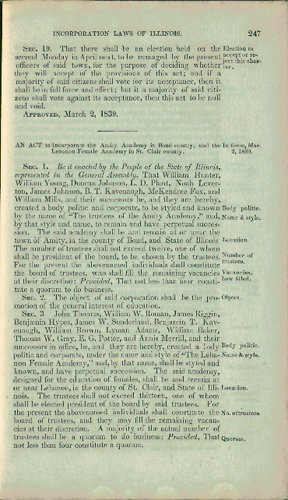 INCORPORATION LAWS OF ILLINOIS. 247
SEC. 19. That there shall be an election held on the
second Monday in April next, to be managed by the present
officers of said town, for the purpose of deciding whether
they will accept of the provisions of this act; and if a
majority of said citizens shall vote for its acceptance, then it
shall be in full force and effect; but if a majority of said citi-
zens shall vote against its acceptance, then this act to be null
and void.
Election to
accept or re-
ject this char-
ter.
APPROVED, March 2, 1839.
AN ACT to incorporate the Amity Academy in Bond county, and the
Lebanon Female Academy in St. Clair county.
In force, Mar.
2, 1839.
SEC. 1. Be it enacted by the People of the State of Illinois,
represented in the General Assembly, That William Hunter,
William Young, Duncan Johnson, L. D. Plant, Noah Lever-
ton, James Johnson, B. T. Kavenaugh, McKendree Fox, and
William Mills, and their successors be, and they are hereby,
created a body politic and corporate, to be styled and known
by the name of "The trustees of the Amity Academy," and,
by that style and name, to remain and have perpetual succes-
sion. The said academy shall be and remain at or near the
town of Amity, in the county of Bond, and State of Illinois
The number of trustees shall not exceed twelve, one of whom
shall be president of the board, to be chosen by the trustees.
For the present the abovenamed individuals shall constitute
the board of trustees, who shall fill the remaining vacancies
at their discretion: Provided, That not less than four consti-
tute a quorum to do business.
Body politic.
Name & style.
Location.
Number of
trustees.
Vacancies,
how filled.
SEC. 2. The object of said corporation shall be the pro-
motion of the general interest of education.
Object.
SEC. 3 John Thomas, William W. Roman, James Riggin,
Benjamin Hypes, James W. Sunderland, Benjamin T. Kav-
enough, William Brown, Lyman Adams, William Baker,
Thomas W. Gray, E. G. Potter, and Annis Merrill, and their
successors in office, be, and they are hereby, created a body
politic and corporate, under the name and style of "The Leba-
non Female Academy," and, by that name, shall be styled and
known, and have perpetual succession. The said academy,
designed for the education of females, shall be and remain at
or near Lebanon, in the county of St. Clair, and State of Illi-
nois. The trustees shall not exceed thirteen, one of whom
shall be elected president of the board by said trustees. For
the present the abovenamed individuals shall constitute the
board of trustees, and they may fill the remaining vacan-
cies at their discretion. A majority of the actual number of
trustees shall be a quorum to do business: Provided, That
not less than four constitute a quorum.
Body politic.
Name & style.
Location.
No. of trustees
Quorum.